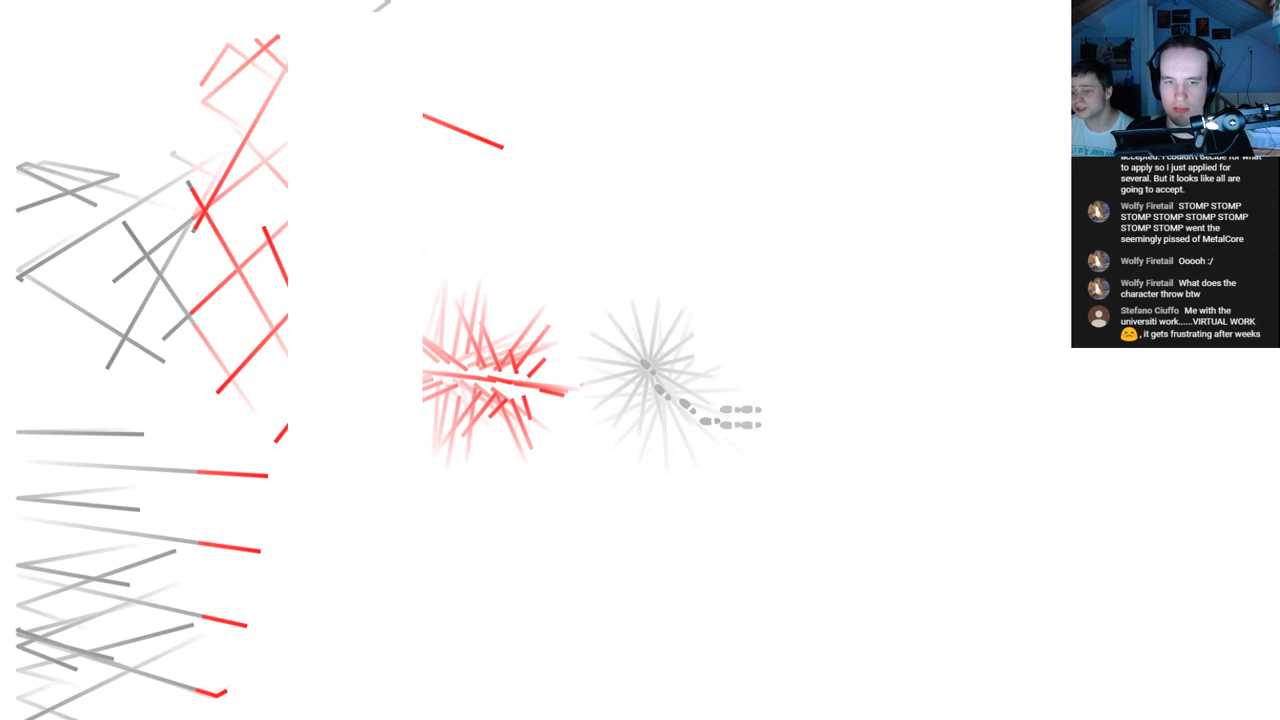 accepted. I couldn't decide for what
to apply so I just applied for
several. But it looks like all are
going to accept.
Wolfy Firetail STOMP STOMP
STOMP STOMP STOMP STOMP
STOMP STOMP went the
seemingly pissed of MetalCore
Wolfy Firetail Ooooh :/
Wolfy Firetail What does the
character throw btw
Stefano Ciuffo Me with the
universiti work......VIRTUAL WORK
, it gets frustrating after weeks